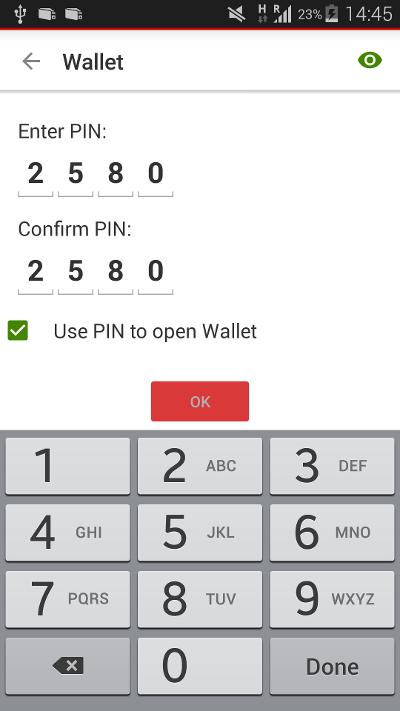 H R 23% 14:45
Wallet
Enter PIN:
2 5 8 0
Confirm PIN:
2 5 8 0
Use PIN to open Wallet
OK
1 2 ABC 3 DEF
4 GHI 5 JKL 6 MNO
7 PQRS 8 TUV 9 WXYZ
0 Done